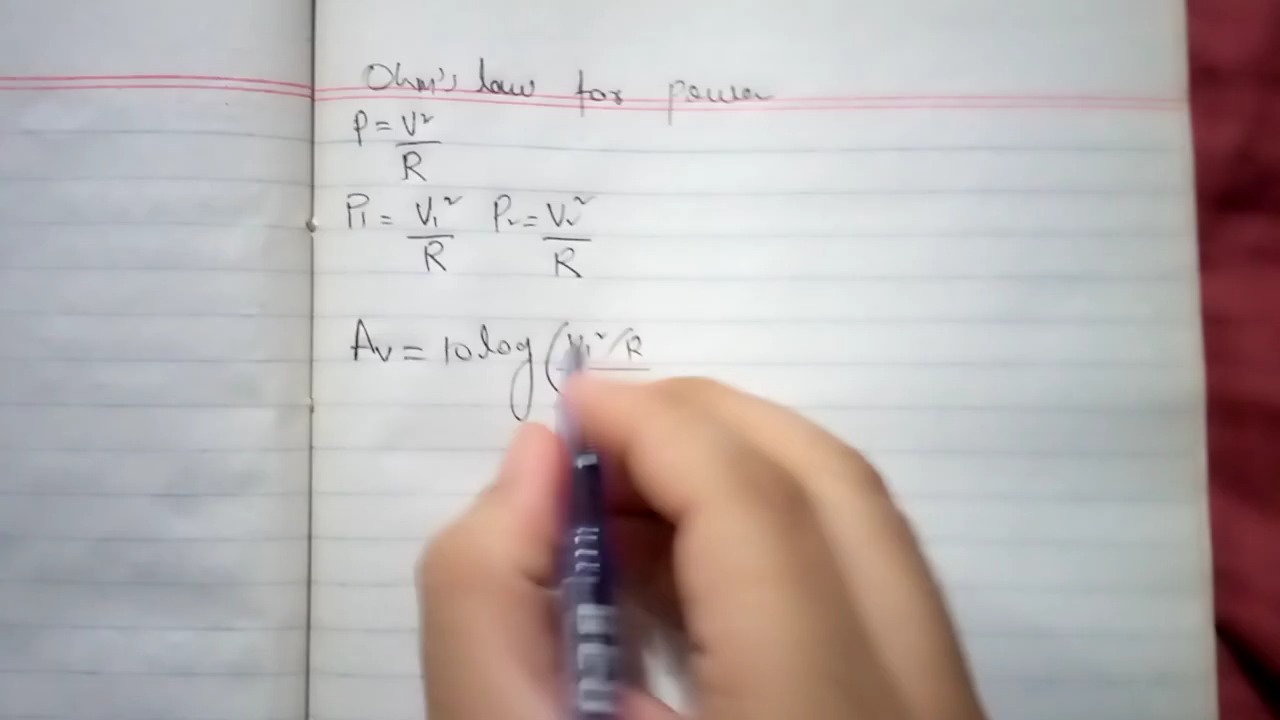 Ohm's law for power
P = V²/R
P₁ = V₁²/R P₂ = V₂²/R
Av = 10 log (V₁²/R